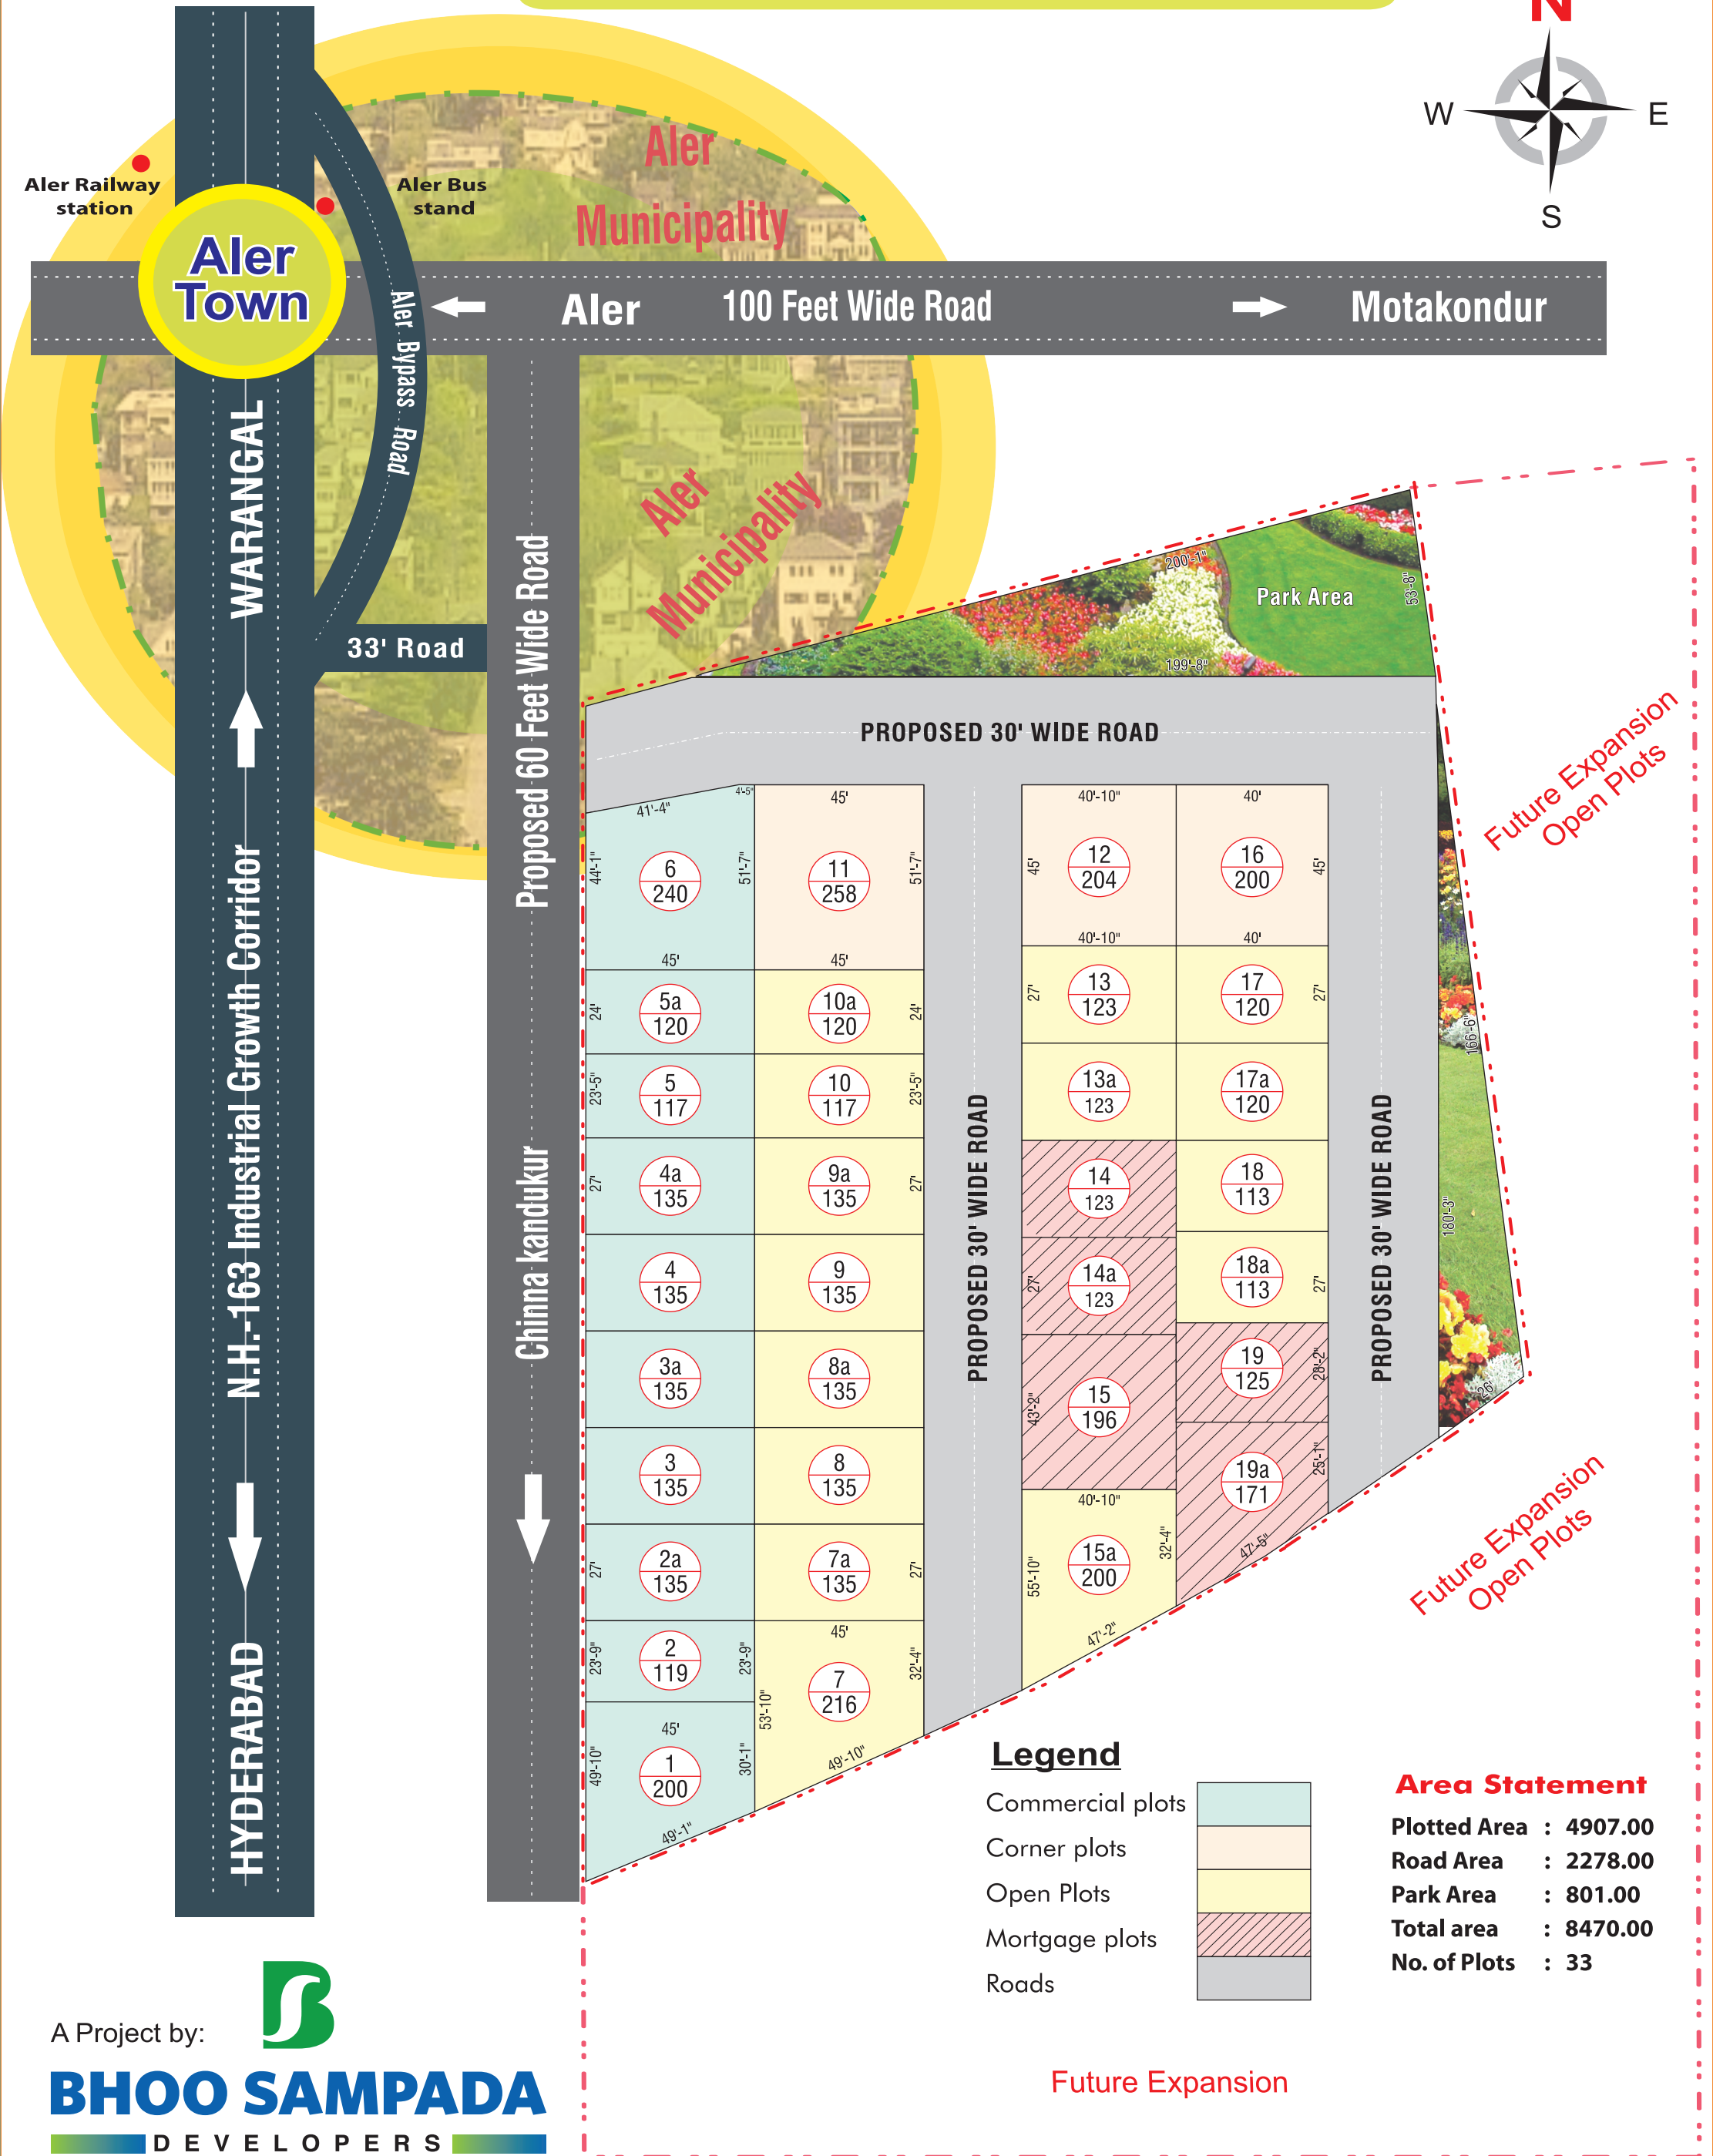 N
W
E
S
Aler Railway
station
Aler Bus
stand
Aler
Municipality
Aler
Town
Aler
100 Feet Wide Road
Motakondur
Aler Bypass Road
33' Road
WARANGAL
N.H.-163 Industrial Growth Corridor
HYDERABAD
Proposed 60 Feet Wide Road
Chinna kandukur
Aler
Municipality
200'-1"
Park Area
53'-8"
199'-8"
PROPOSED 30' WIDE ROAD
Future Expansion
Open Plots
41'-4"
4'-5"
44'-1"
6
240
51'-7"
45'
45'
11
258
51'-7"
45'
40'-10"
45'
12
204
40'-10"
40'
16
200
45'
40'
24'
5a
120
10a
120
24'
27'
13
123
17
120
27'
23'-5"
5
117
10
117
23'-5"
13a
123
17a
120
27'
4a
135
9a
135
27'
14
123
18
113
4
135
9
135
27'
14a
123
18a
113
27'
3a
135
8a
135
43'-2"
15
196
19
125
28'-2"
3
135
8
135
40'-10"
19a
171
25'-1"
47'-5"
27'
2a
135
7a
135
27'
55'-10"
15a
200
32'-4"
47'-2"
23'-9"
2
119
23'-9"
45'
53'-10"
7
216
32'-4"
49'-10"
45'
49'-10"
1
200
30'-1"
49'-1"
PROPOSED 30' WIDE ROAD
PROPOSED 30' WIDE ROAD
166'-6"
180'-3"
26'
Future Expansion
Open Plots
Legend
Commercial plots
Corner plots
Open Plots
Mortgage plots
Roads
Area Statement
Plotted Area : 4907.00
Road Area : 2278.00
Park Area : 801.00
Total area : 8470.00
No. of Plots : 33
A Project by:
BHOO SAMPADA
DEVELOPERS
Future Expansion